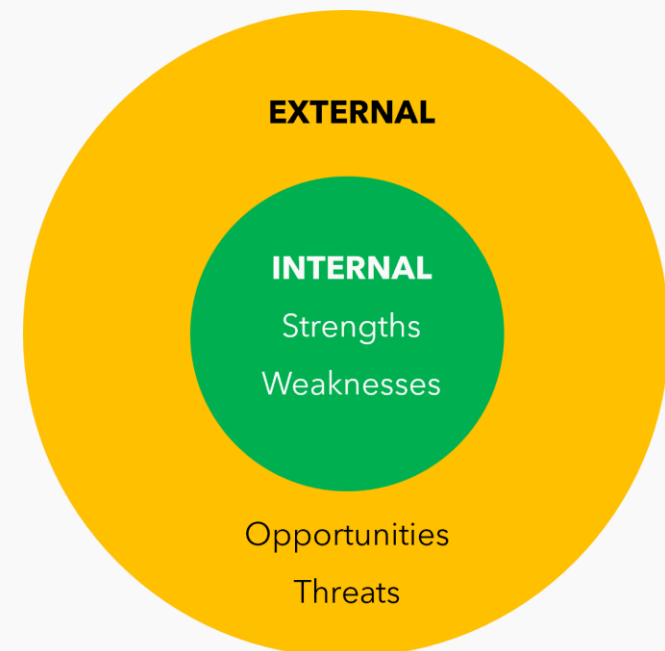 EXTERNAL
INTERNAL
Strengths
Weaknesses
Opportunities
Threats